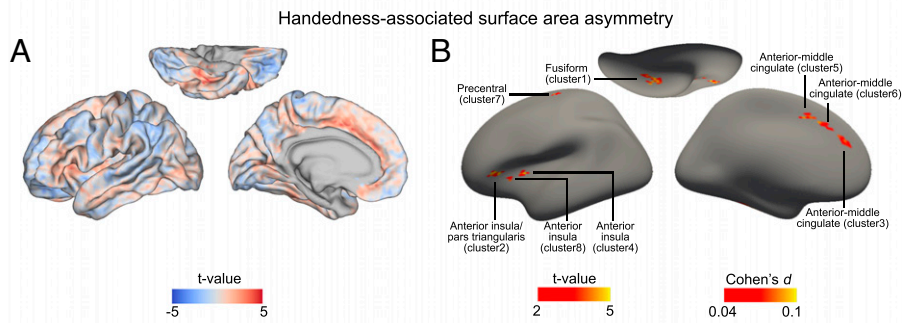 Handedness-associated surface area asymmetry
A
B
Fusiform
(cluster1)
Precentral
(cluster7)
Anterior-middle
cingulate (cluster5)
Anterior-middle
cingulate (cluster6)
Anterior insula/
pars triangularis
(cluster2)
Anterior
insula
(cluster8)
Anterior
insula
(cluster4)
Anterior-middle
cingulate (cluster3)
t-value
-5 5
t-value
2 5
Cohen's d
0.04 0.1